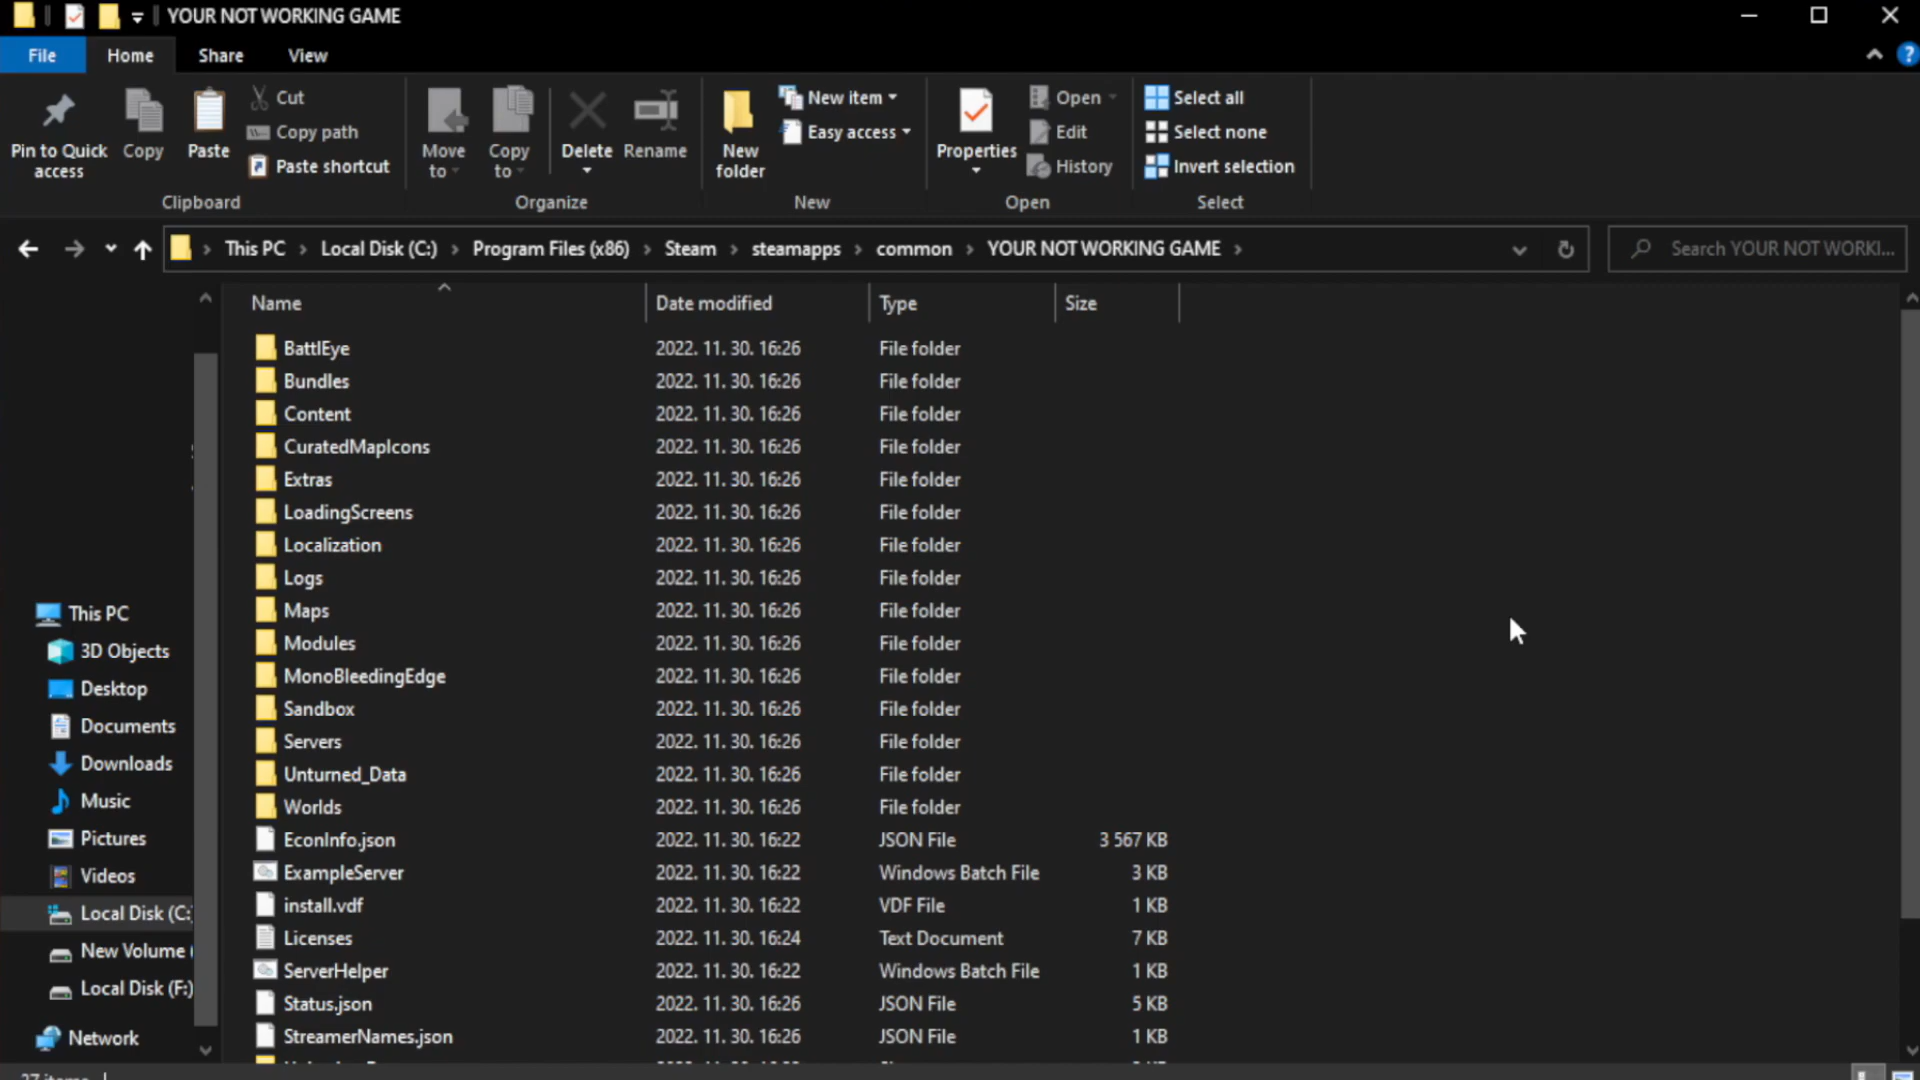 YOUR NOT WORKING GAME
File Home Share View
Pin to Quick access
Copy
Paste
Cut
Copy path
Paste shortcut
Clipboard
Move to
Copy to
Delete
Rename
Organize
New folder
New item
Easy access
New
Properties
Open
Edit
History
Open
Select all
Select none
Invert selection
Select
This PC > Local Disk (C:) > Program Files (x86) > Steam > steamapps > common > YOUR NOT WORKING GAME >
Search YOUR NOT WORKI...
Name Date modified Type Size
BattlEye 2022. 11. 30. 16:26 File folder
Bundles 2022. 11. 30. 16:26 File folder
Content 2022. 11. 30. 16:26 File folder
CuratedMapIcons 2022. 11. 30. 16:26 File folder
Extras 2022. 11. 30. 16:26 File folder
LoadingScreens 2022. 11. 30. 16:26 File folder
Localization 2022. 11. 30. 16:26 File folder
Logs 2022. 11. 30. 16:26 File folder
Maps 2022. 11. 30. 16:26 File folder
Modules 2022. 11. 30. 16:26 File folder
MonoBleedingEdge 2022. 11. 30. 16:26 File folder
Sandbox 2022. 11. 30. 16:26 File folder
Servers 2022. 11. 30. 16:26 File folder
Unturned_Data 2022. 11. 30. 16:26 File folder
Worlds 2022. 11. 30. 16:26 File folder
EconInfo.json 2022. 11. 30. 16:22 JSON File 3 567 KB
ExampleServer 2022. 11. 30. 16:22 Windows Batch File 3 KB
install.vdf 2022. 11. 30. 16:22 VDF File 1 KB
Licenses 2022. 11. 30. 16:24 Text Document 7 KB
ServerHelper 2022. 11. 30. 16:22 Windows Batch File 1 KB
Status.json 2022. 11. 30. 16:26 JSON File 5 KB
StreamerNames.json 2022. 11. 30. 16:26 JSON File 1 KB
This PC
3D Objects
Desktop
Documents
Downloads
Music
Pictures
Videos
Local Disk (C:
New Volume (
Local Disk (F:)
Network